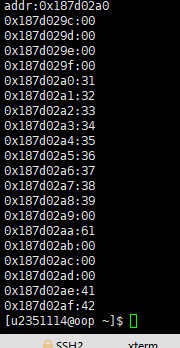 addr:0x187d02a0
0x187d029c:00
0x187d029d:00
0x187d029e:00
0x187d029f:00
0x187d02a0:31
0x187d02a1:32
0x187d02a2:33
0x187d02a3:34
0x187d02a4:35
0x187d02a5:36
0x187d02a6:37
0x187d02a7:38
0x187d02a8:39
0x187d02a9:00
0x187d02aa:61
0x187d02ab:00
0x187d02ac:00
0x187d02ad:00
0x187d02ae:41
0x187d02af:42
[u2351114@oop ~]$
SSH2 xterm